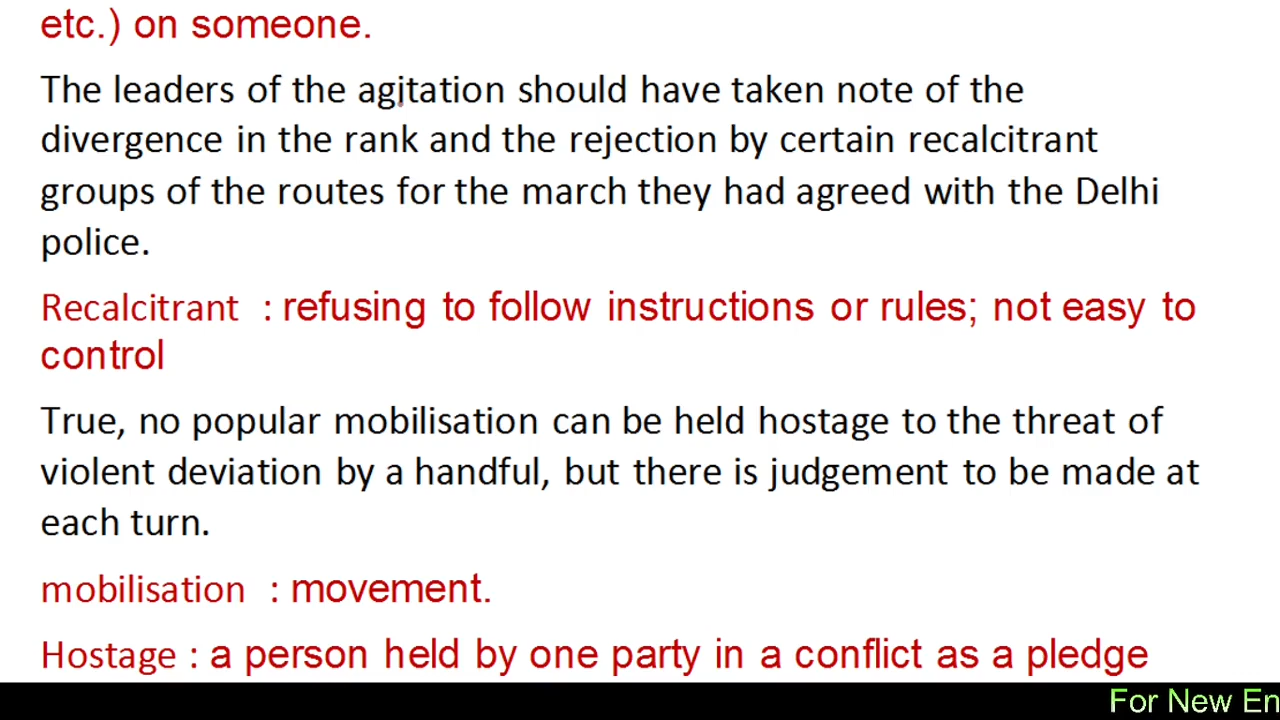 etc.) on someone.
The leaders of the agitation should have taken note of the
divergence in the rank and the rejection by certain recalcitrant
groups of the routes for the march they had agreed with the Delhi
police.
Recalcitrant : refusing to follow instructions or rules; not easy to
control
True, no popular mobilisation can be held hostage to the threat of
violent deviation by a handful, but there is judgement to be made at
each turn.
mobilisation : movement.
Hostage : a person held by one party in a conflict as a pledge
For New En